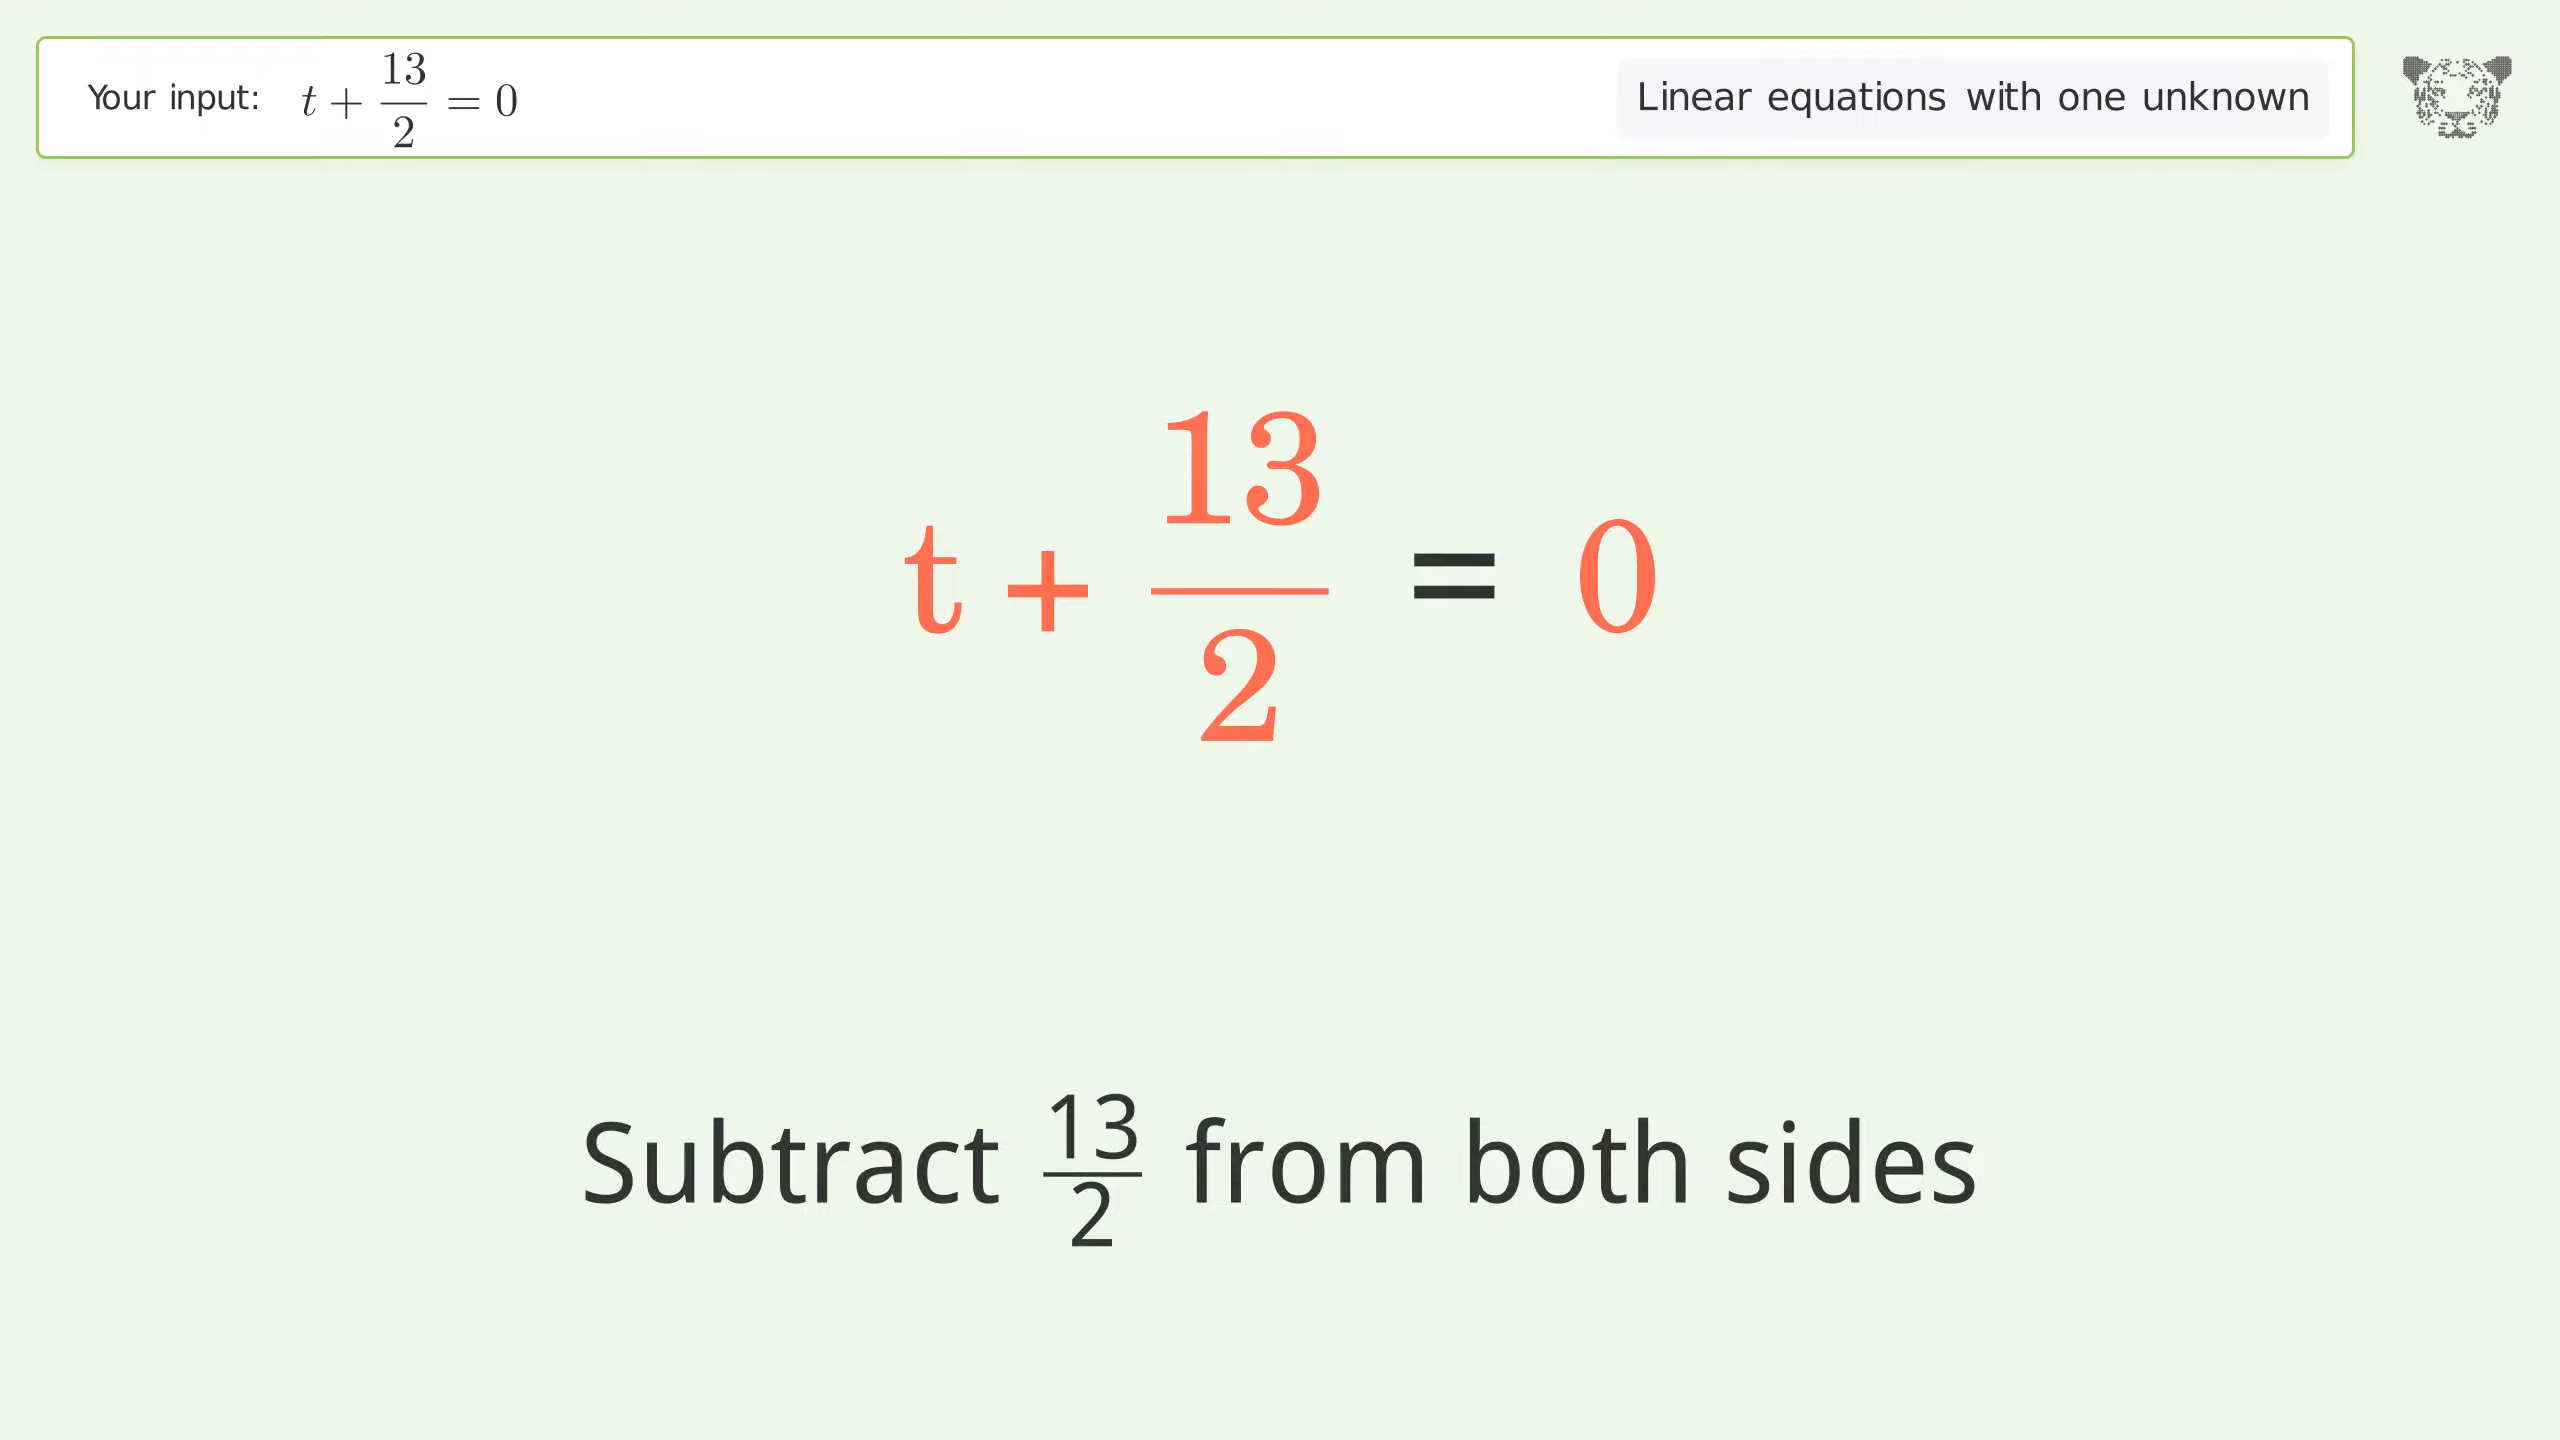 Your input: t + 13/2 = 0
Linear equations with one unknown
t + 13/2 = 0
Subtract 13/2 from both sides